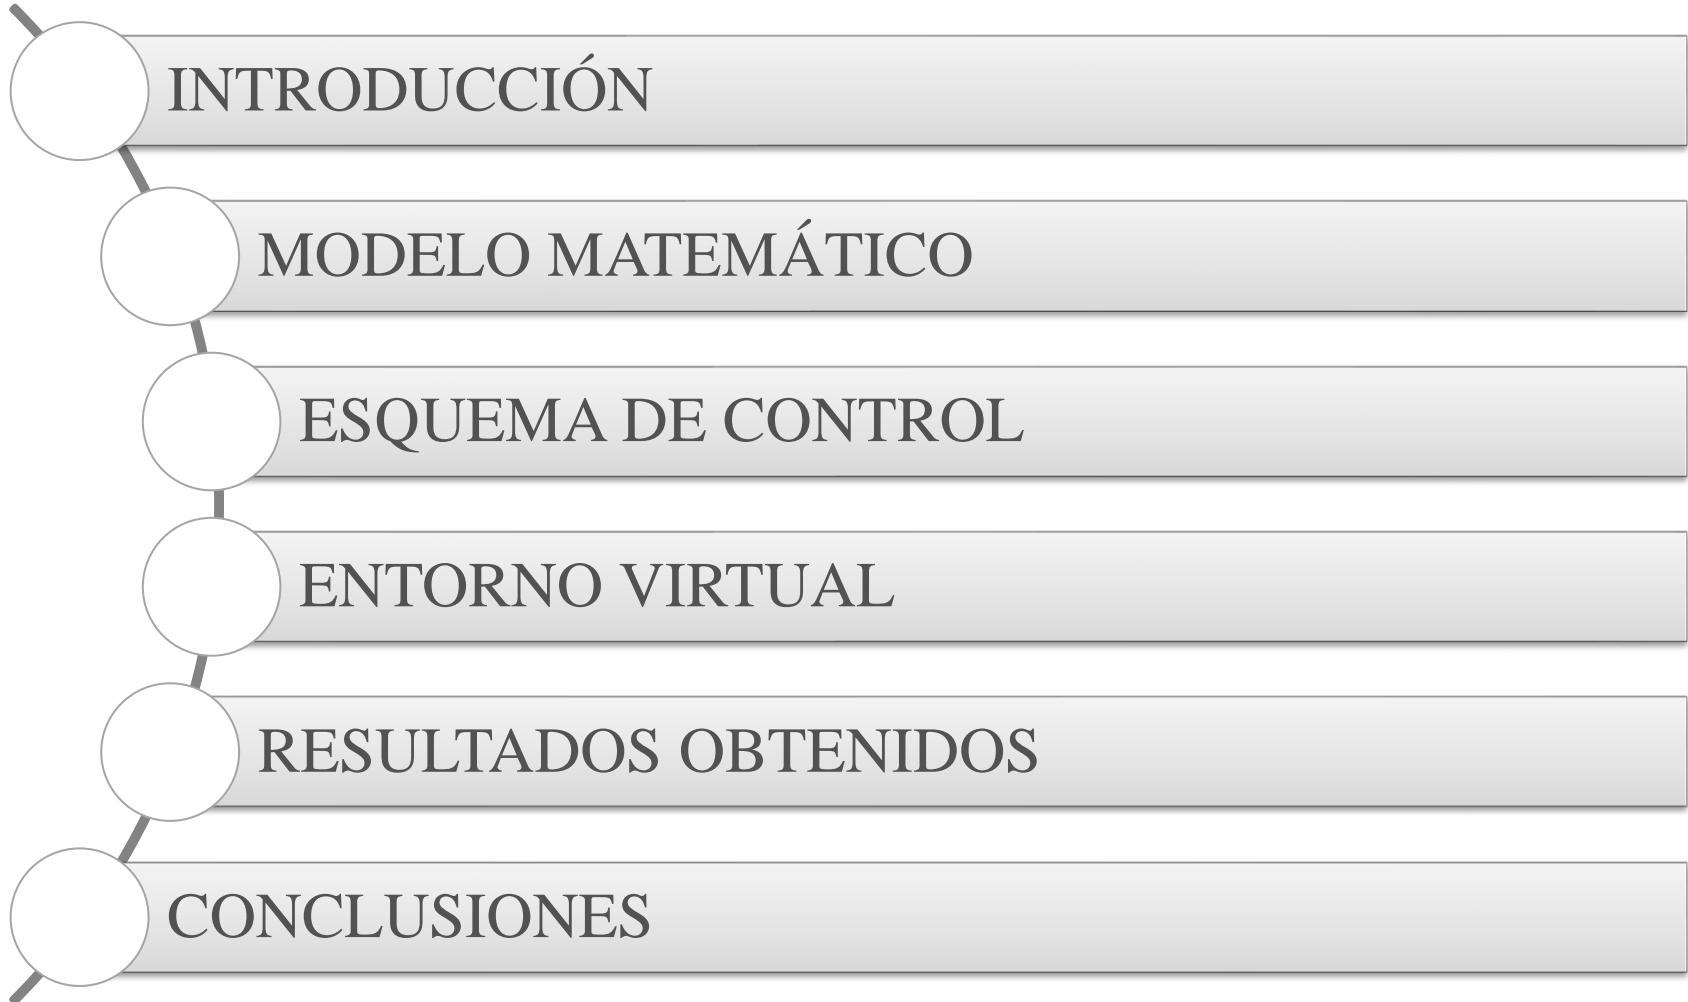 INTRODUCCIÓN
MODELO MATEMÁTICO
ESQUEMA DE CONTROL
ENTORNO VIRTUAL
RESULTADOS OBTENIDOS
CONCLUSIONES